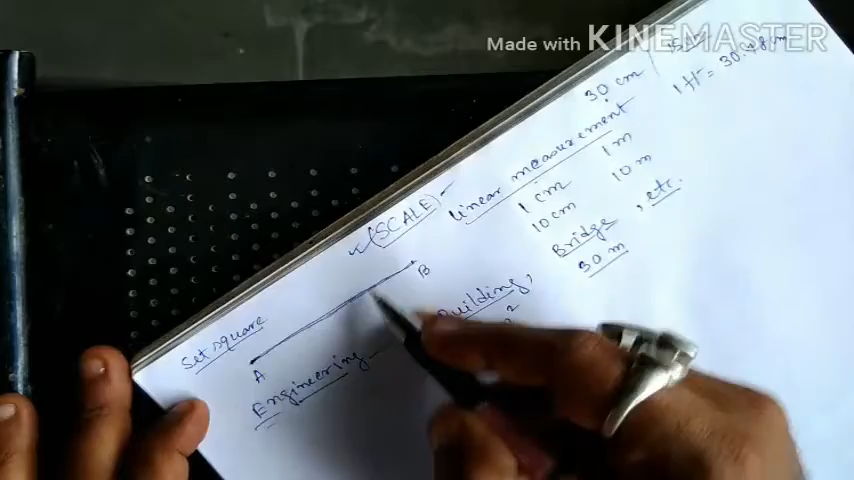 Made with KINEMASTER
30 cm /
1 ft = 30.48 cm
(SCALE)
linear measurement
1 cm 1 m
10 cm 10 m
Set square
A B
Engineering
Building, Bridge, etc.
30 m